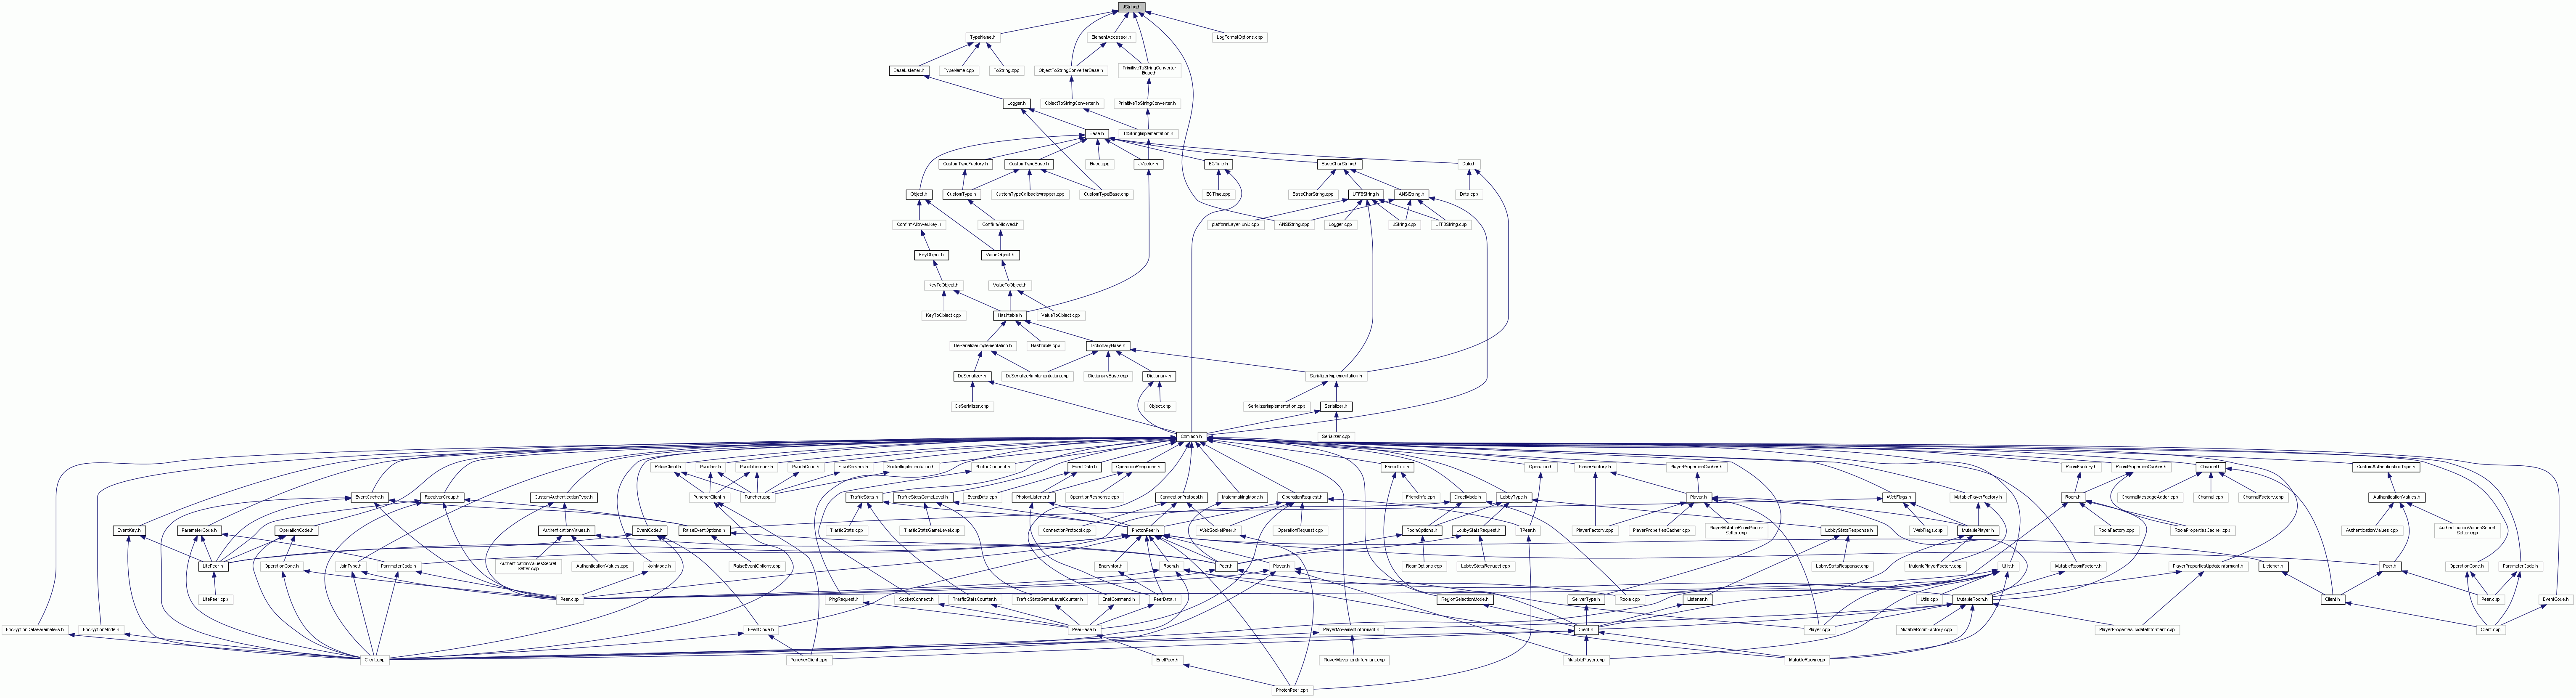 JString.h
TypeName.h
ElementAccessor.h
LogFormatOptions.cpp
BaseListener.h
TypeName.cpp
ToString.cpp
ObjectToStringConverterBase.h
PrimitiveToStringConverter
Base.h
Logger.h
ObjectToStringConverter.h
PrimitiveToStringConverter.h
Base.h
ToStringImplementation.h
CustomTypeFactory.h
CustomTypeBase.h
Base.cpp
JVector.h
EGTime.h
BaseCharString.h
Data.h
Object.h
CustomType.h
CustomTypeCallbackWrapper.cpp
CustomTypeBase.cpp
EGTime.cpp
BaseCharString.cpp
UTF8String.h
ANSIString.h
Data.cpp
ConfirmAllowedKey.h
ConfirmAllowed.h
platformLayer-unix.cpp
ANSIString.cpp
Logger.cpp
JString.cpp
UTF8String.cpp
KeyObject.h
ValueObject.h
KeyToObject.h
ValueToObject.h
KeyToObject.cpp
Hashtable.h
ValueToObject.cpp
DeSerializerImplementation.h
Hashtable.cpp
DictionaryBase.h
DeSerializer.h
DeSerializerImplementation.cpp
DictionaryBase.cpp
Dictionary.h
SerializerImplementation.h
DeSerializer.cpp
Object.cpp
SerializerImplementation.cpp
Serializer.h
Common.h
Serializer.cpp
RelayClient.h
Puncher.h
PunchListener.h
PunchConn.h
StunServers.h
SocketImplementation.h
PhotonConnect.h
EventData.h
OperationResponse.h
FriendInfo.h
Operation.h
PlayerFactory.h
PlayerPropertiesCacher.h
RoomFactory.h
RoomPropertiesCacher.h
Channel.h
CustomAuthenticationType.h
EventCache.h
ReceiverGroup.h
CustomAuthenticationType.h
PuncherClient.h
Puncher.cpp
TrafficStats.h
TrafficStatsGameLevel.h
EventData.cpp
PhotonListener.h
OperationResponse.cpp
ConnectionProtocol.h
MatchmakingMode.h
OperationRequest.h
FriendInfo.cpp
DirectMode.h
LobbyType.h
Player.h
WebFlags.h
MutablePlayerFactory.h
Room.h
ChannelMessageAdder.cpp
Channel.cpp
ChannelFactory.cpp
AuthenticationValues.h
EventKey.h
ParameterCode.h
OperationCode.h
AuthenticationValues.h
EventCode.h
RaiseEventOptions.h
TrafficStats.cpp
TrafficStatsGameLevel.cpp
ConnectionProtocol.cpp
PhotonPeer.h
WebSocketPeer.h
OperationRequest.cpp
RoomOptions.h
LobbyStatsRequest.h
TPeer.h
PlayerFactory.cpp
PlayerPropertiesCacher.cpp
PlayerMutableRoomPointer
Setter.cpp
LobbyStatsResponse.h
WebFlags.cpp
MutablePlayer.h
RoomFactory.cpp
RoomPropertiesCacher.cpp
AuthenticationValues.cpp
AuthenticationValuesSecret
Setter.cpp
LitePeer.h
OperationCode.h
JoinType.h
ParameterCode.h
AuthenticationValuesSecret
Setter.cpp
AuthenticationValues.cpp
JoinMode.h
RaiseEventOptions.cpp
Encryptor.h
Room.h
Peer.h
Player.h
RoomOptions.cpp
LobbyStatsRequest.cpp
LobbyStatsResponse.cpp
MutablePlayerFactory.cpp
Utils.h
MutableRoomFactory.h
PlayerPropertiesUpdateInformant.h
Listener.h
Peer.h
OperationCode.h
ParameterCode.h
LitePeer.cpp
Peer.cpp
PingRequest.h
SocketConnect.h
TrafficStatsCounter.h
TrafficStatsGameLevelCounter.h
EnetCommand.h
PeerData.h
RegionSelectionMode.h
ServerType.h
Room.cpp
Listener.h
Utils.cpp
MutableRoom.h
Client.h
Peer.cpp
EventCode.h
EncryptionDataParameters.h
EncryptionMode.h
EventCode.h
PeerBase.h
PlayerMovementInformant.h
Client.h
Player.cpp
MutableRoomFactory.cpp
PlayerPropertiesUpdateInformant.cpp
Client.cpp
Client.cpp
PuncherClient.cpp
EnetPeer.h
PlayerMovementInformant.cpp
MutablePlayer.cpp
MutableRoom.cpp
PhotonPeer.cpp